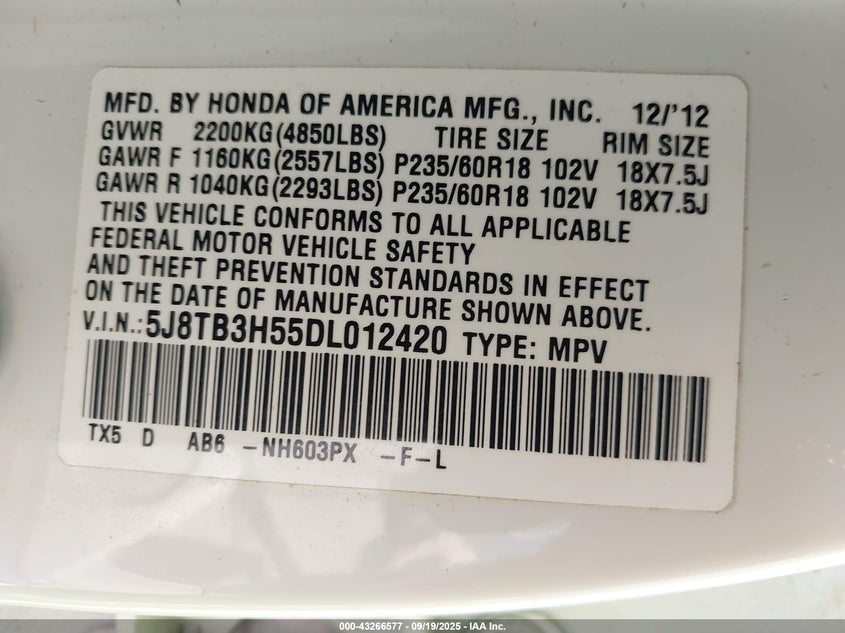 MFD. BY HONDA OF AMERICA MFG., INC. 12/'12
GVWR 2200KG(4850LBS) TIRE SIZE RIM SIZE
GAWR F 1160KG(2557LBS) P235/60R18 102V 18X7.5J
GAWR R 1040KG(2293LBS) P235/60R18 102V 18X7.5J
THIS VEHICLE CONFORMS TO ALL APPLICABLE
FEDERAL MOTOR VEHICLE SAFETY
AND THEFT PREVENTION STANDARDS IN EFFECT
ON THE DATE OF MANUFACTURE SHOWN ABOVE.
V.I.N.:5J8TB3H55DL012420 TYPE: MPV
TX5 D AB6 -NH603PX -F-L
000-43266577 - 09/19/2025 - IAA Inc.